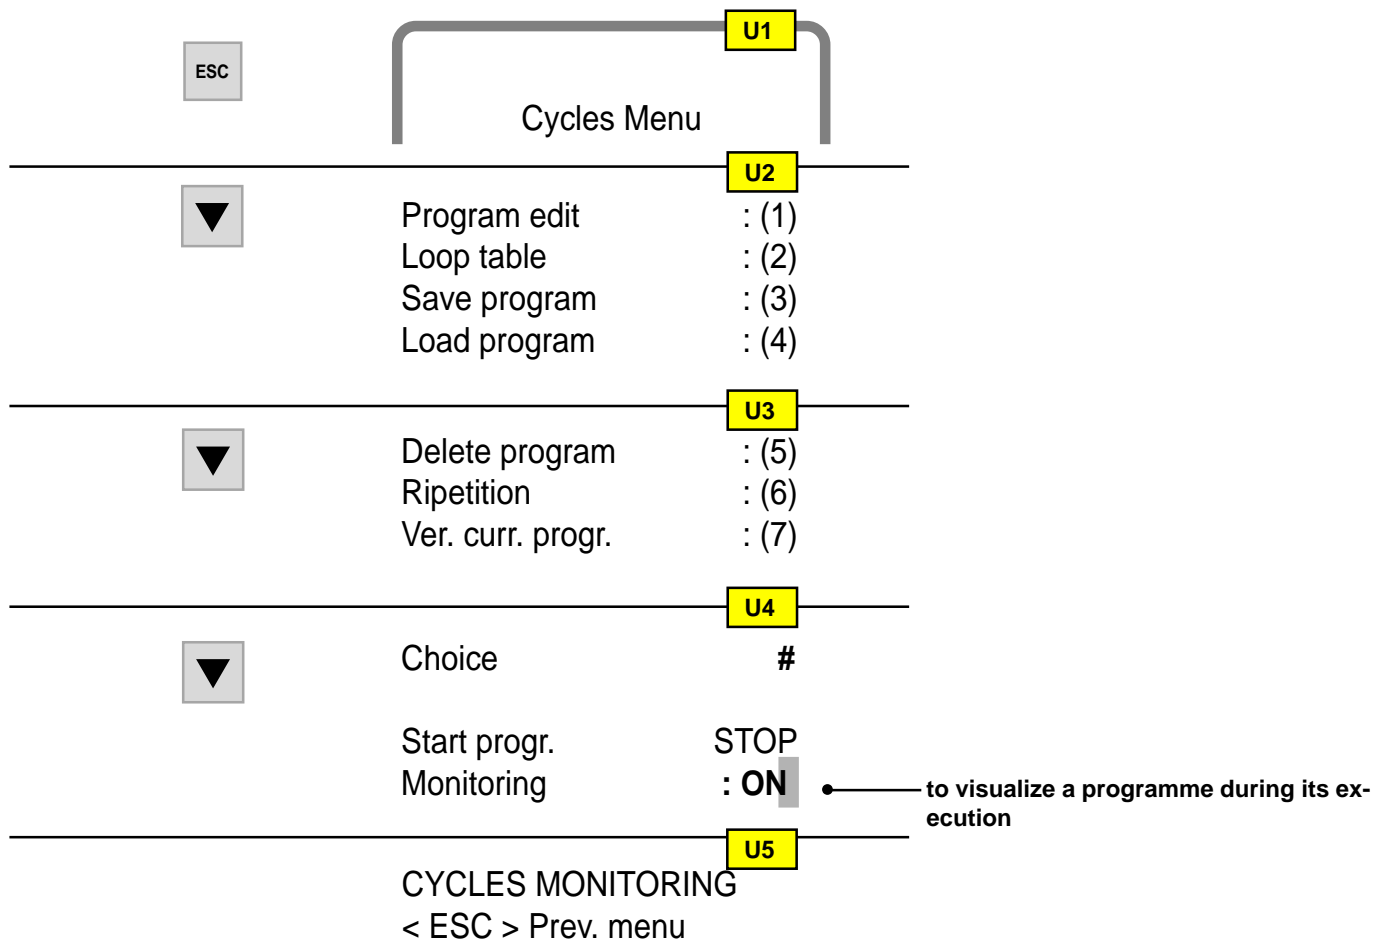 U1
ESC
Cycles Menu
U2
Program edit : (1)
Loop table : (2)
Save program : (3)
Load program : (4)
U3
Delete program : (5)
Ripetition : (6)
Ver. curr. progr. : (7)
U4
Choice #
Start progr. STOP
Monitoring : ON
to visualize a programme during its ex-
ecution
U5
CYCLES MONITORING
< ESC > Prev. menu